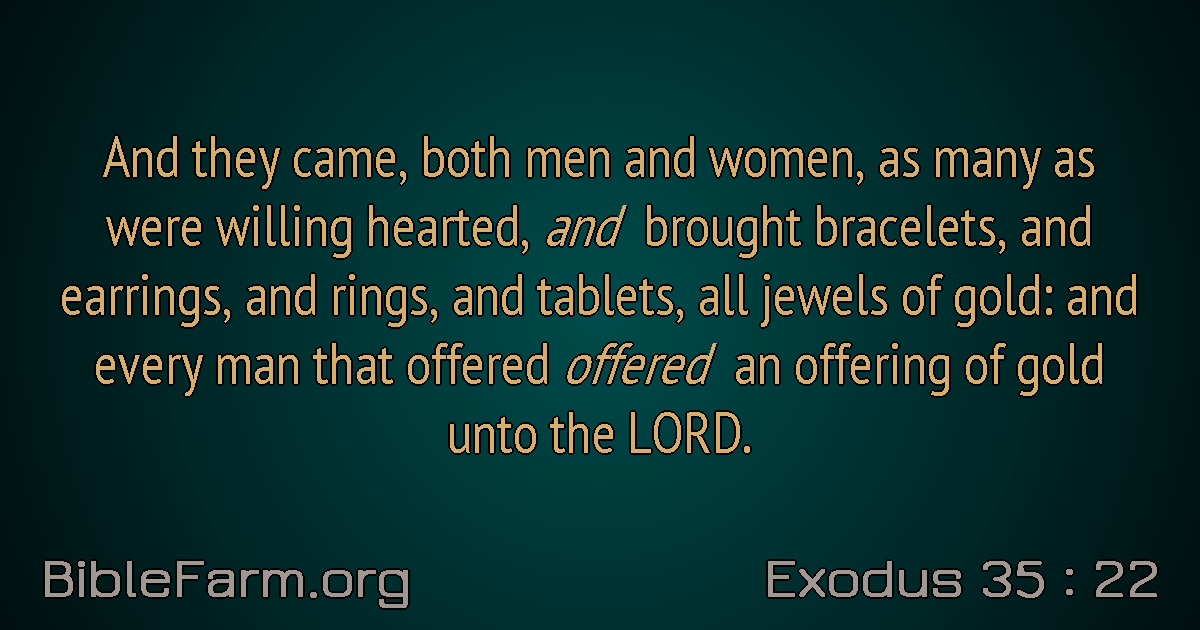 And they came, both men and women, as many as
were willing hearted, and brought bracelets, and
earrings, and rings, and tablets, all jewels of gold: and
every man that offered offered an offering of gold
unto the LORD.
BibleFarm.org
Exodus 35 : 22